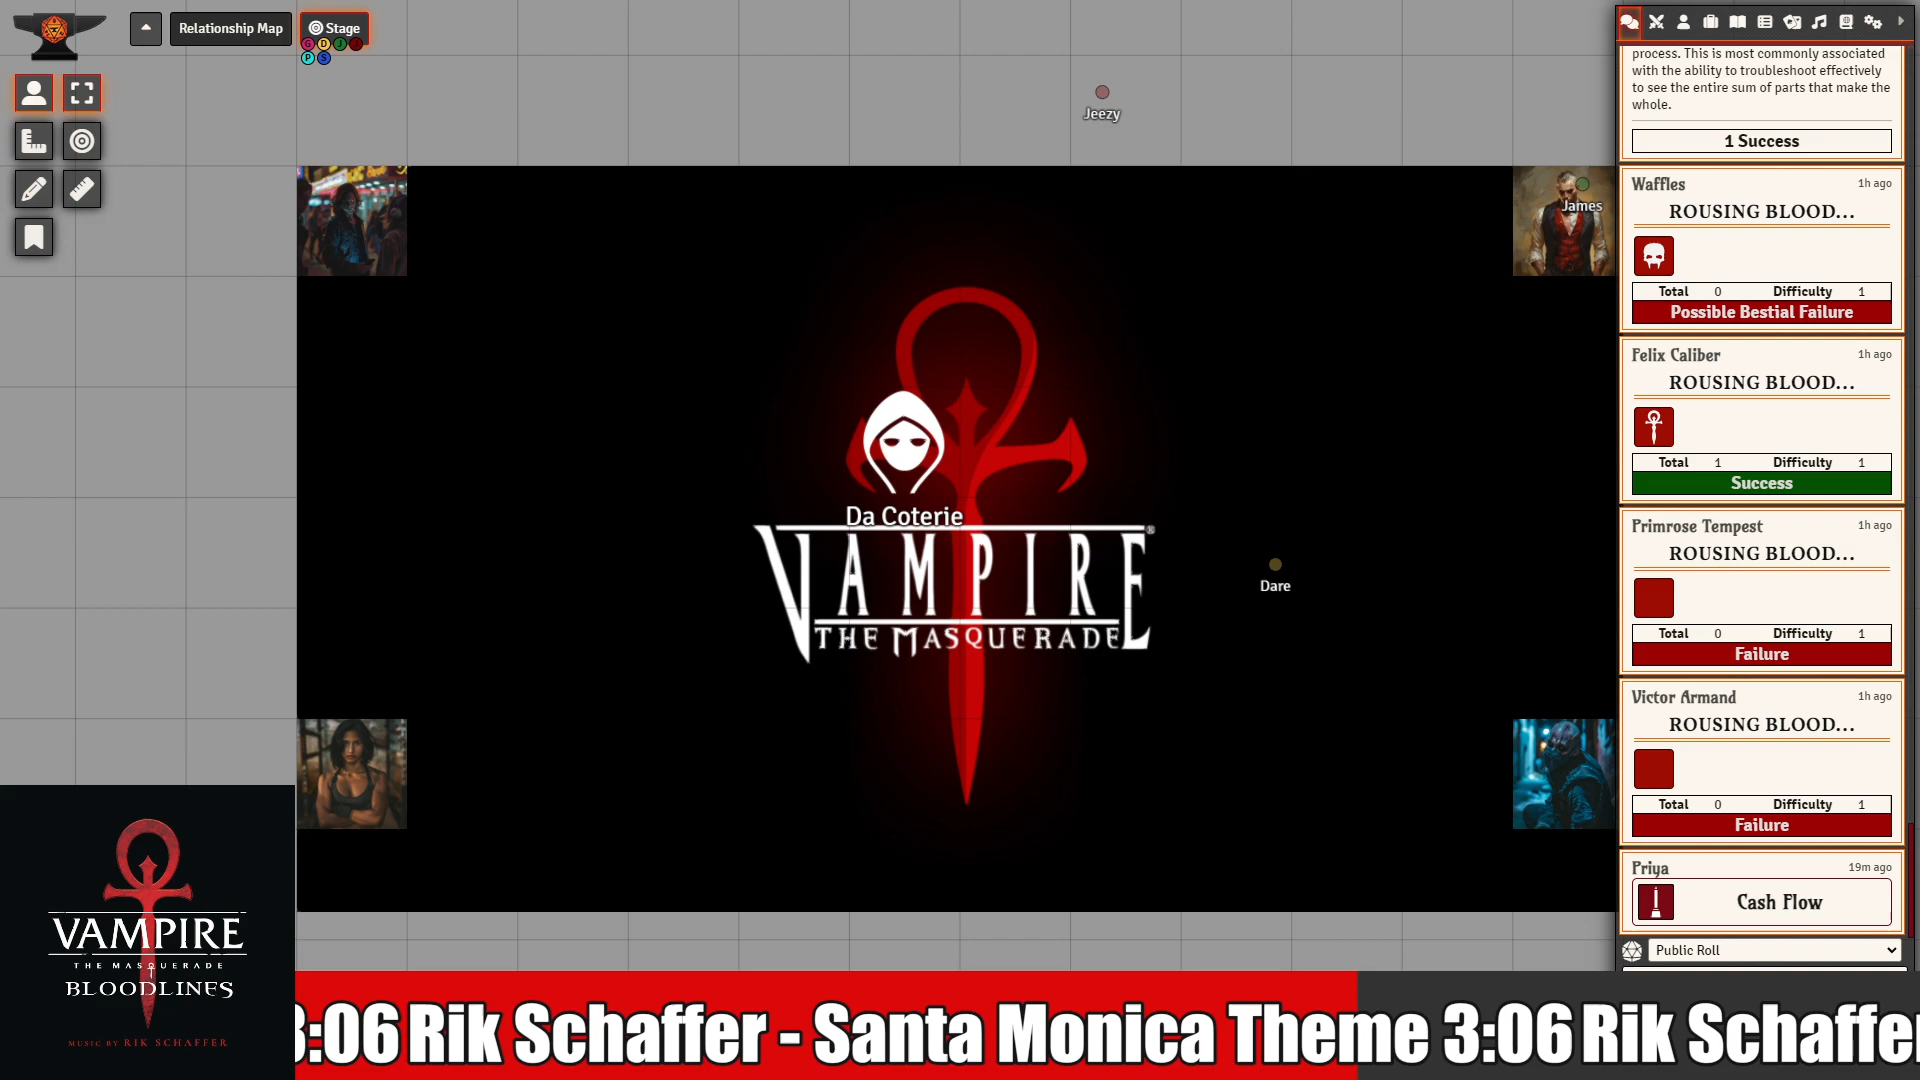 Relationship Map
Stage
G D J J
P S
Jeezy
James
Da Coterie
VAMPIRE®
THE MASQUERADE
Dare
process. This is most commonly associated
with the ability to troubleshoot effectively
to see the entire sum of parts that make the
whole.
1 Success
Waffles 1h ago
ROUSING BLOOD...
Total 0 Difficulty 1
Possible Bestial Failure
Felix Caliber 1h ago
ROUSING BLOOD...
Total 1 Difficulty 1
Success
Primrose Tempest 1h ago
ROUSING BLOOD...
Total 0 Difficulty 1
Failure
Victor Armand 1h ago
ROUSING BLOOD...
Total 0 Difficulty 1
Failure
Priya 19m ago
Cash Flow
Public Roll
VAMPIRE
THE MASQUERADE
BLOODLINES
MUSIC BY RIK SCHAFFER
3:06 Rik Schaffer - Santa Monica Theme 3:06 Rik Schaffer